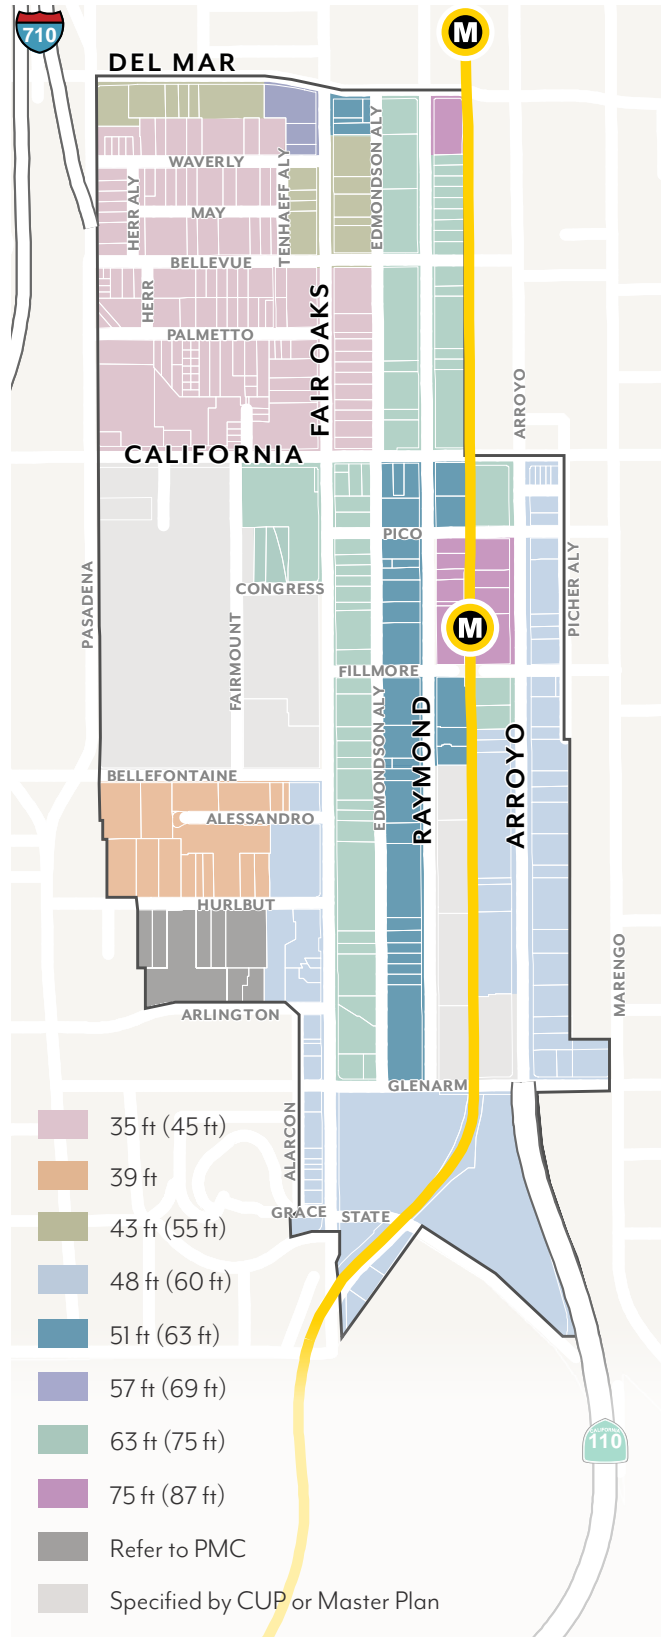 710
M
DEL MAR
EDMONDSON ALY
WAVERLY
TENHAEFF ALY
HERR ALY
MAY
BELLEVUE
HERR
FAIR OAKS
PALMETTO
ARROYO
CALIFORNIA
PICO
PICHER ALY
PASADENA
CONGRESS
FAIRMOUNT
M
FILLMORE
EDMONDSON ALY
RAYMOND
ARROYO
BELLEFONTAINE
ALESSANDRO
HURLBUT
MARENGO
ARLINGTON
GLENARM
ALARCON
GRACE
STATE
35 ft (45 ft)
39 ft
43 ft (55 ft)
48 ft (60 ft)
51 ft (63 ft)
57 ft (69 ft)
63 ft (75 ft)
75 ft (87 ft)
Refer to PMC
Specified by CUP or Master Plan
CALIFORNIA
110